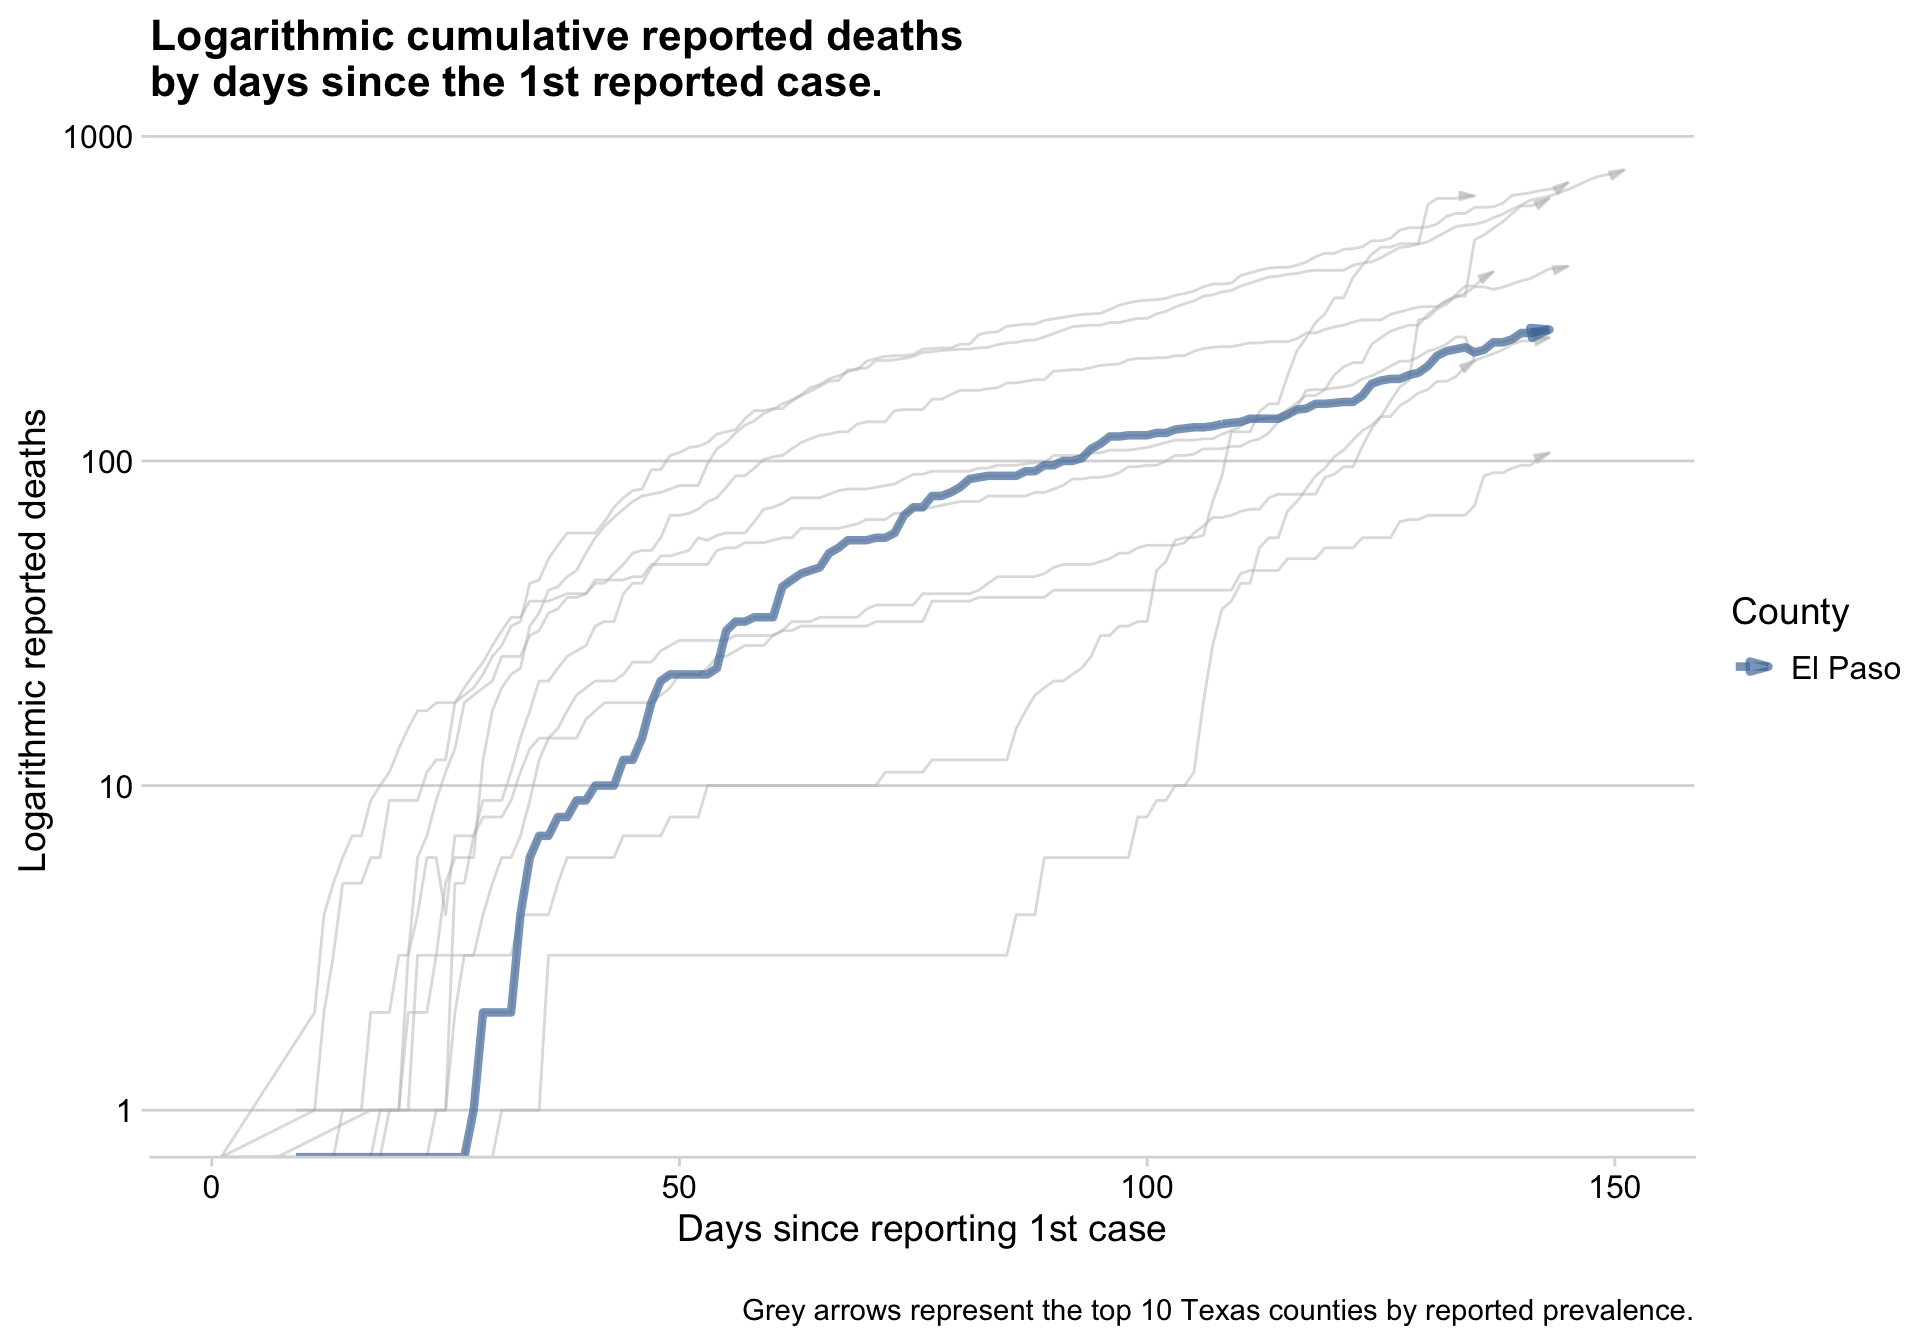 Logarithmic cumulative reported deaths
by days since the 1st reported case.
1000
100
10
1
Logarithmic reported deaths
0
50
100
150
Days since reporting 1st case
County
El Paso
Grey arrows represent the top 10 Texas counties by reported prevalence.